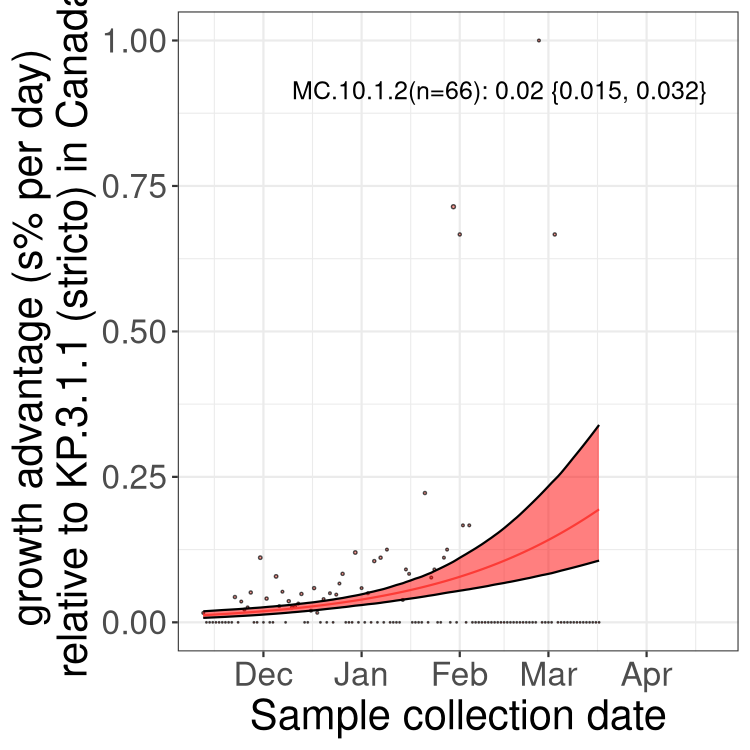 growth advantage (s% per day)
relative to KP.3.1.1 (stricto) in Canada
1.00
MC.10.1.2(n=66): 0.02 {0.015, 0.032}
0.75
0.50
0.25
0.00
Dec Jan Feb Mar Apr
Sample collection date